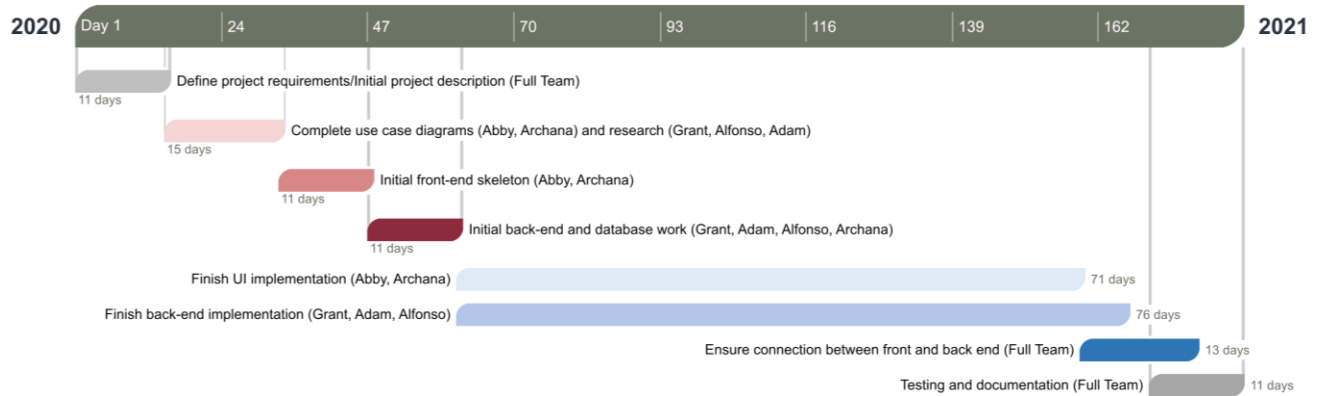 2020 Day 1 24 47 70 93 116 139 162 2021
Define project requirements/Initial project description (Full Team)
11 days
Complete use case diagrams (Abby, Archana) and research (Grant, Alfonso, Adam)
15 days
Initial front-end skeleton (Abby, Archana)
11 days
Initial back-end and database work (Grant, Adam, Alfonso, Archana)
11 days
Finish UI implementation (Abby, Archana) 71 days
Finish back-end implementation (Grant, Adam, Alfonso) 76 days
Ensure connection between front and back end (Full Team) 13 days
Testing and documentation (Full Team) 11 days